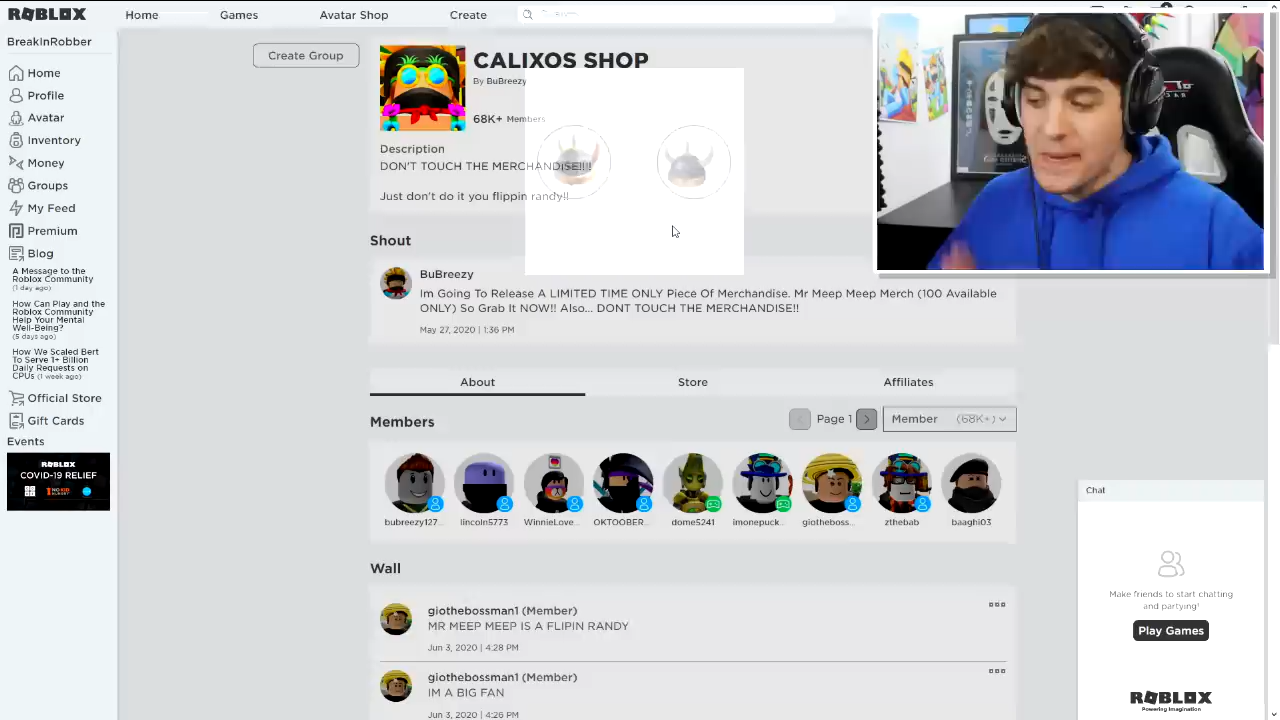 ROBLOX
Home
Games
Avatar Shop
Create
BreakInRobber
Home
Profile
Avatar
Inventory
Money
Groups
My Feed
Premium
Blog
A Message to the
Roblox Community
(1 day ago)
How Can Play and the
Roblox Community
Help Your Mental
Well-Being?
(5 days ago)
How We Scaled Bert
To Serve 1+ Billion
Daily Requests on
CPUs (1 week ago)
Official Store
Gift Cards
Events
ROBLOX
COVID-19 RELIEF
Create Group
CALIXOS SHOP
By BuBreezy
68K+ Members
Description
DON'T TOUCH THE MERCHANDISE!!!!
Just don't do it you flippin randy!!
Shout
BuBreezy
Im Going To Release A LIMITED TIME ONLY Piece Of Merchandise. Mr Meep Meep Merch (100 Available
ONLY) So Grab It NOW!! Also... DONT TOUCH THE MERCHANDISE!!
May 27, 2020 | 1:36 PM
About
Store
Affiliates
Members
Page 1
Member (68K+)
bubreezy127...
lincoln5773
WinnieLove...
OKTOOBER...
dome5241
imonepuck...
giotheboss...
zthebab
baaghi03
Wall
giothebossman1 (Member)
MR MEEP MEEP IS A FLIPIN RANDY
Jun 3, 2020 | 4:28 PM
giothebossman1 (Member)
IM A BIG FAN
Jun 3, 2020 | 4:26 PM
Chat
Make friends to start chatting
and partying!
Play Games
ROBLOX
Powering Imagination